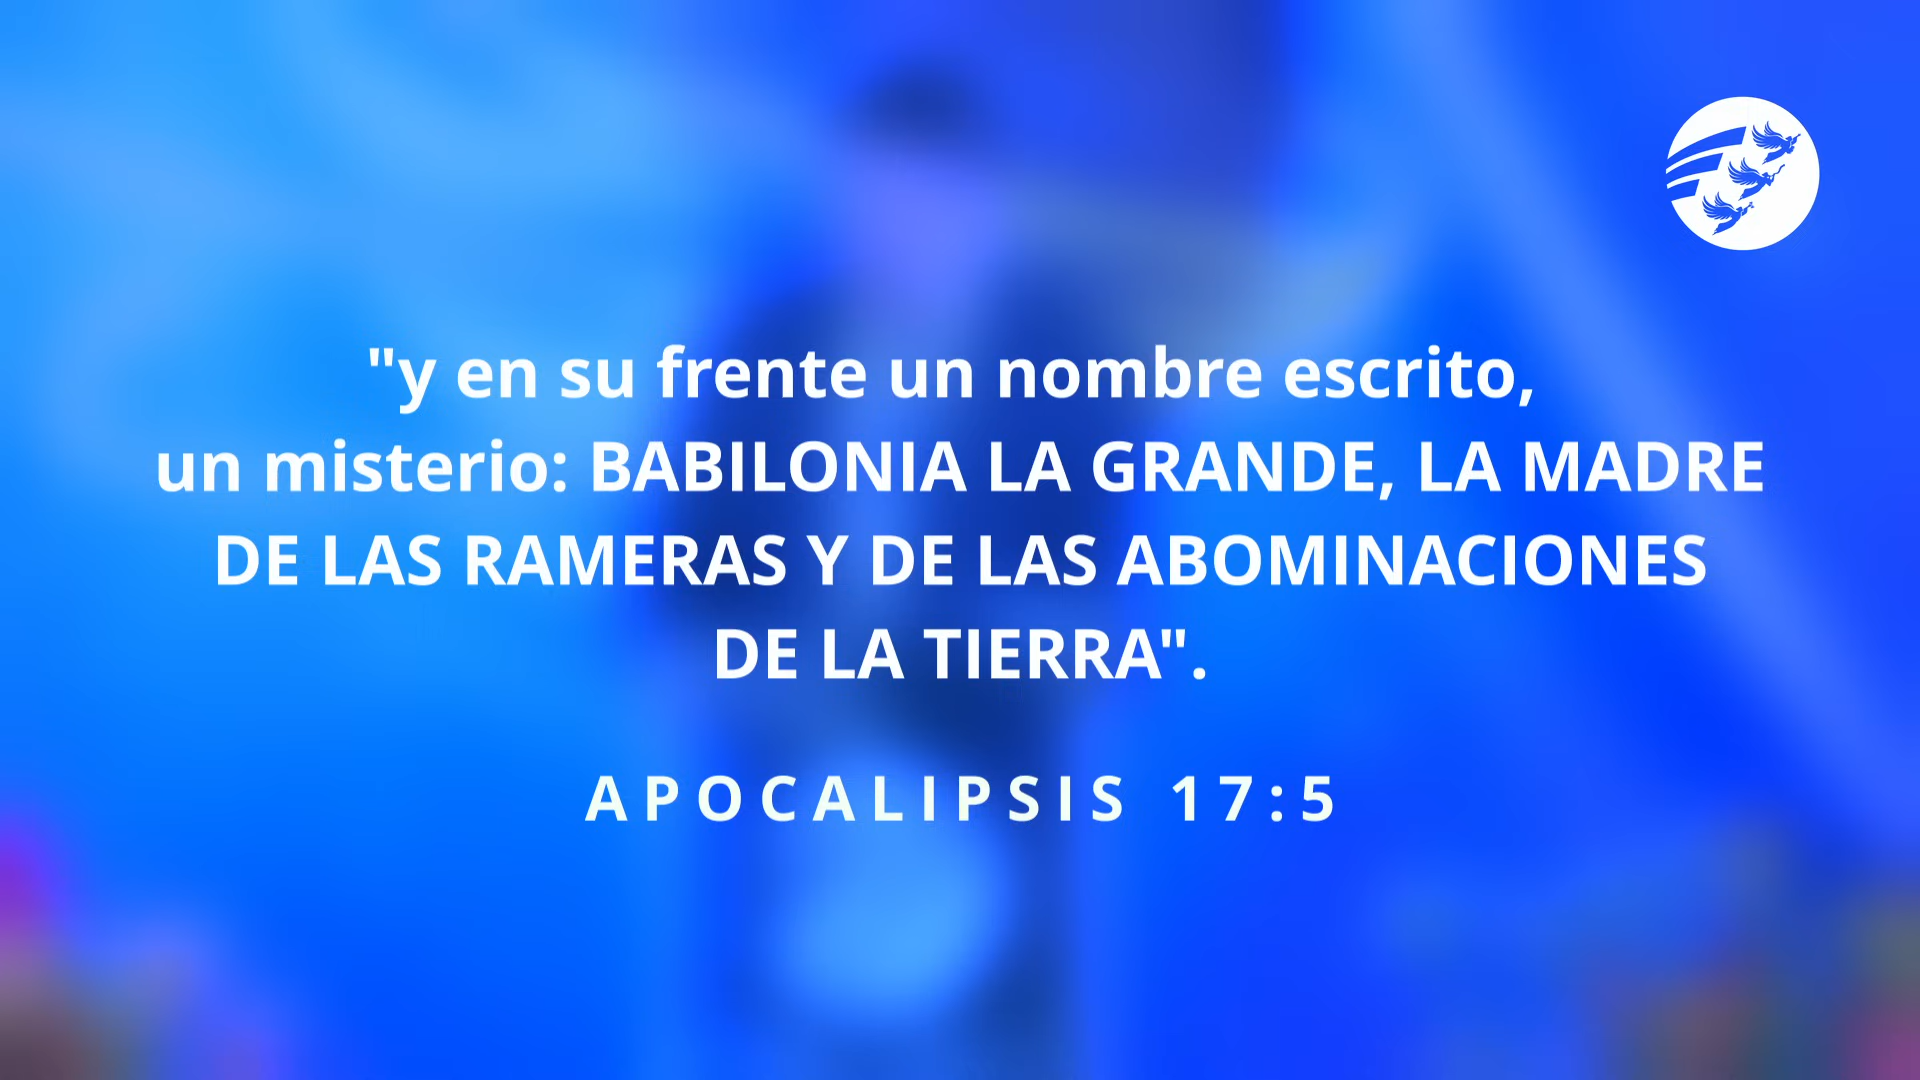 "y en su frente un nombre escrito,
un misterio: BABILONIA LA GRANDE, LA MADRE
DE LAS RAMERAS Y DE LAS ABOMINACIONES
DE LA TIERRA".
APOCALIPSIS 17:5